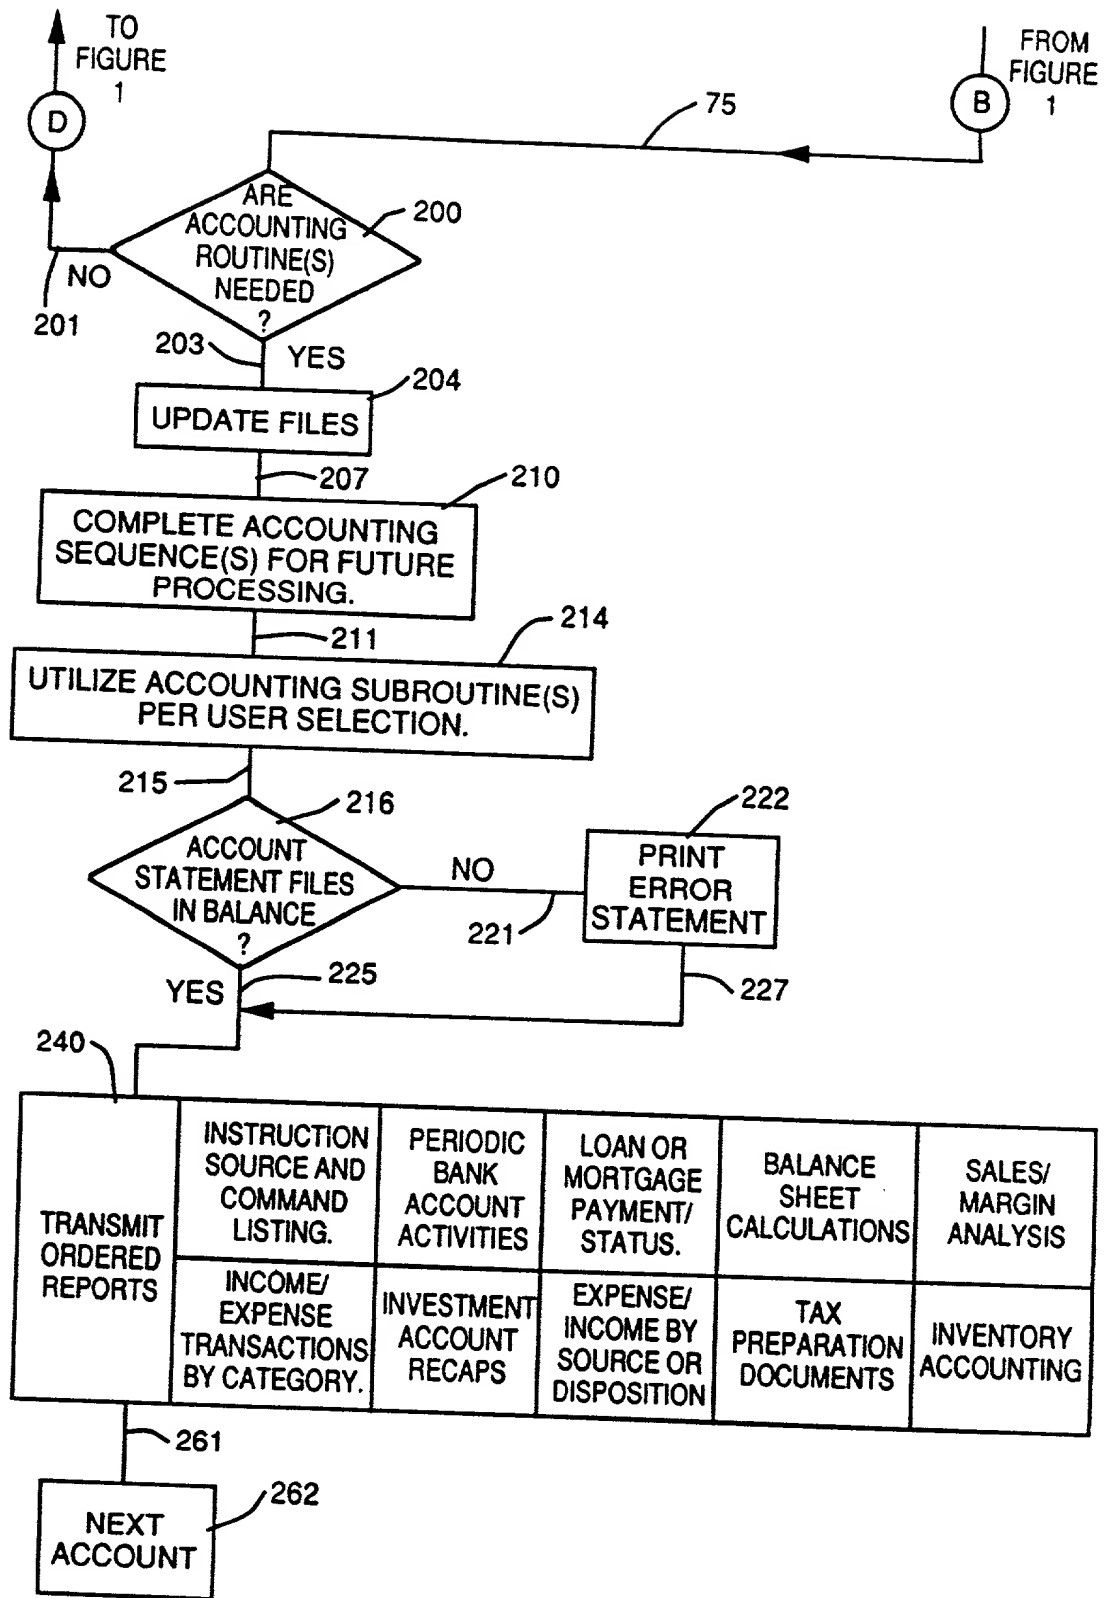 TO
FIGURE
1
D
FROM
FIGURE
1
B
75
ARE
ACCOUNTING
ROUTINE(S)
NEEDED
?
200
NO
201
203
YES
204
UPDATE FILES
207
210
COMPLETE ACCOUNTING
SEQUENCE(S) FOR FUTURE
PROCESSING.
211
214
UTILIZE ACCOUNTING SUBROUTINE(S)
PER USER SELECTION.
215
216
ACCOUNT
STATEMENT FILES
IN BALANCE
?
NO
221
222
PRINT
ERROR
STATEMENT
YES
225
227
240
TRANSMIT
ORDERED
REPORTS
INSTRUCTION
SOURCE AND
COMMAND
LISTING.
PERIODIC
BANK
ACCOUNT
ACTIVITIES
LOAN OR
MORTGAGE
PAYMENT/
STATUS.
BALANCE
SHEET
CALCULATIONS
SALES/
MARGIN
ANALYSIS
INCOME/
EXPENSE
TRANSACTIONS
BY CATEGORY.
INVESTMENT
ACCOUNT
RECAPS
EXPENSE/
INCOME BY
SOURCE OR
DISPOSITION
TAX
PREPARATION
DOCUMENTS
INVENTORY
ACCOUNTING
261
262
NEXT
ACCOUNT